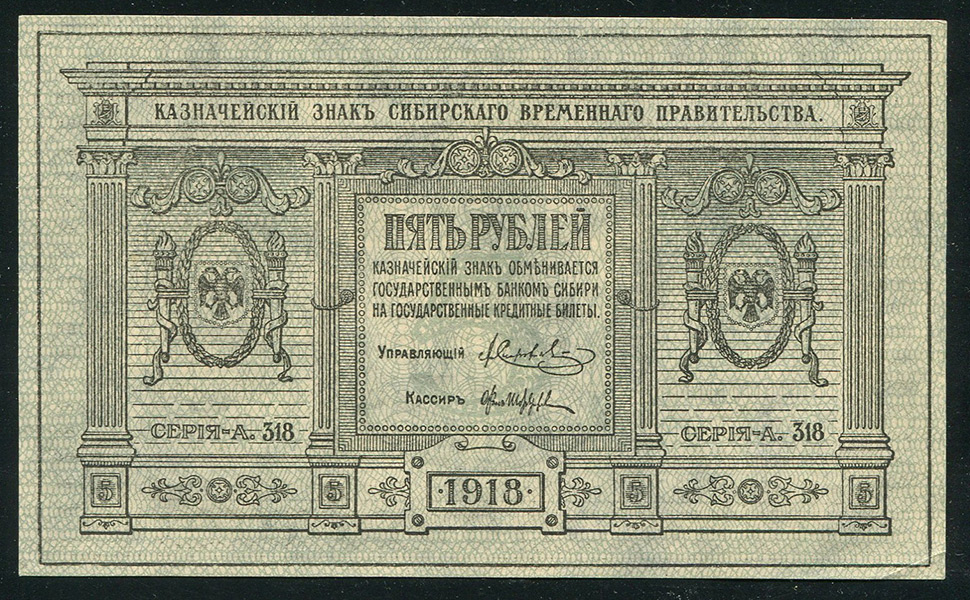 КАЗНАЧЕЙСКІЙ ЗНАКЪ СИБИРСКАГО ВРЕМЕННАГО ПРАВИТЕЛЬСТВА.
ПЯТЬ РУБЛЕЙ
КАЗНАЧЕЙСКІЙ ЗНАКЪ ОБМѢНИВАЕТСЯ
ГОСУДАРСТВЕННЫМЪ БАНКОМЪ СИБИРИ
НА ГОСУДАРСТВЕННЫЕ КРЕДИТНЫЕ БИЛЕТЫ.
УПРАВЛЯЮЩІЙ
КАССИРЪ
СЕРІЯ-А. 318
СЕРІЯ-А. 318
5 5 1918 5 5